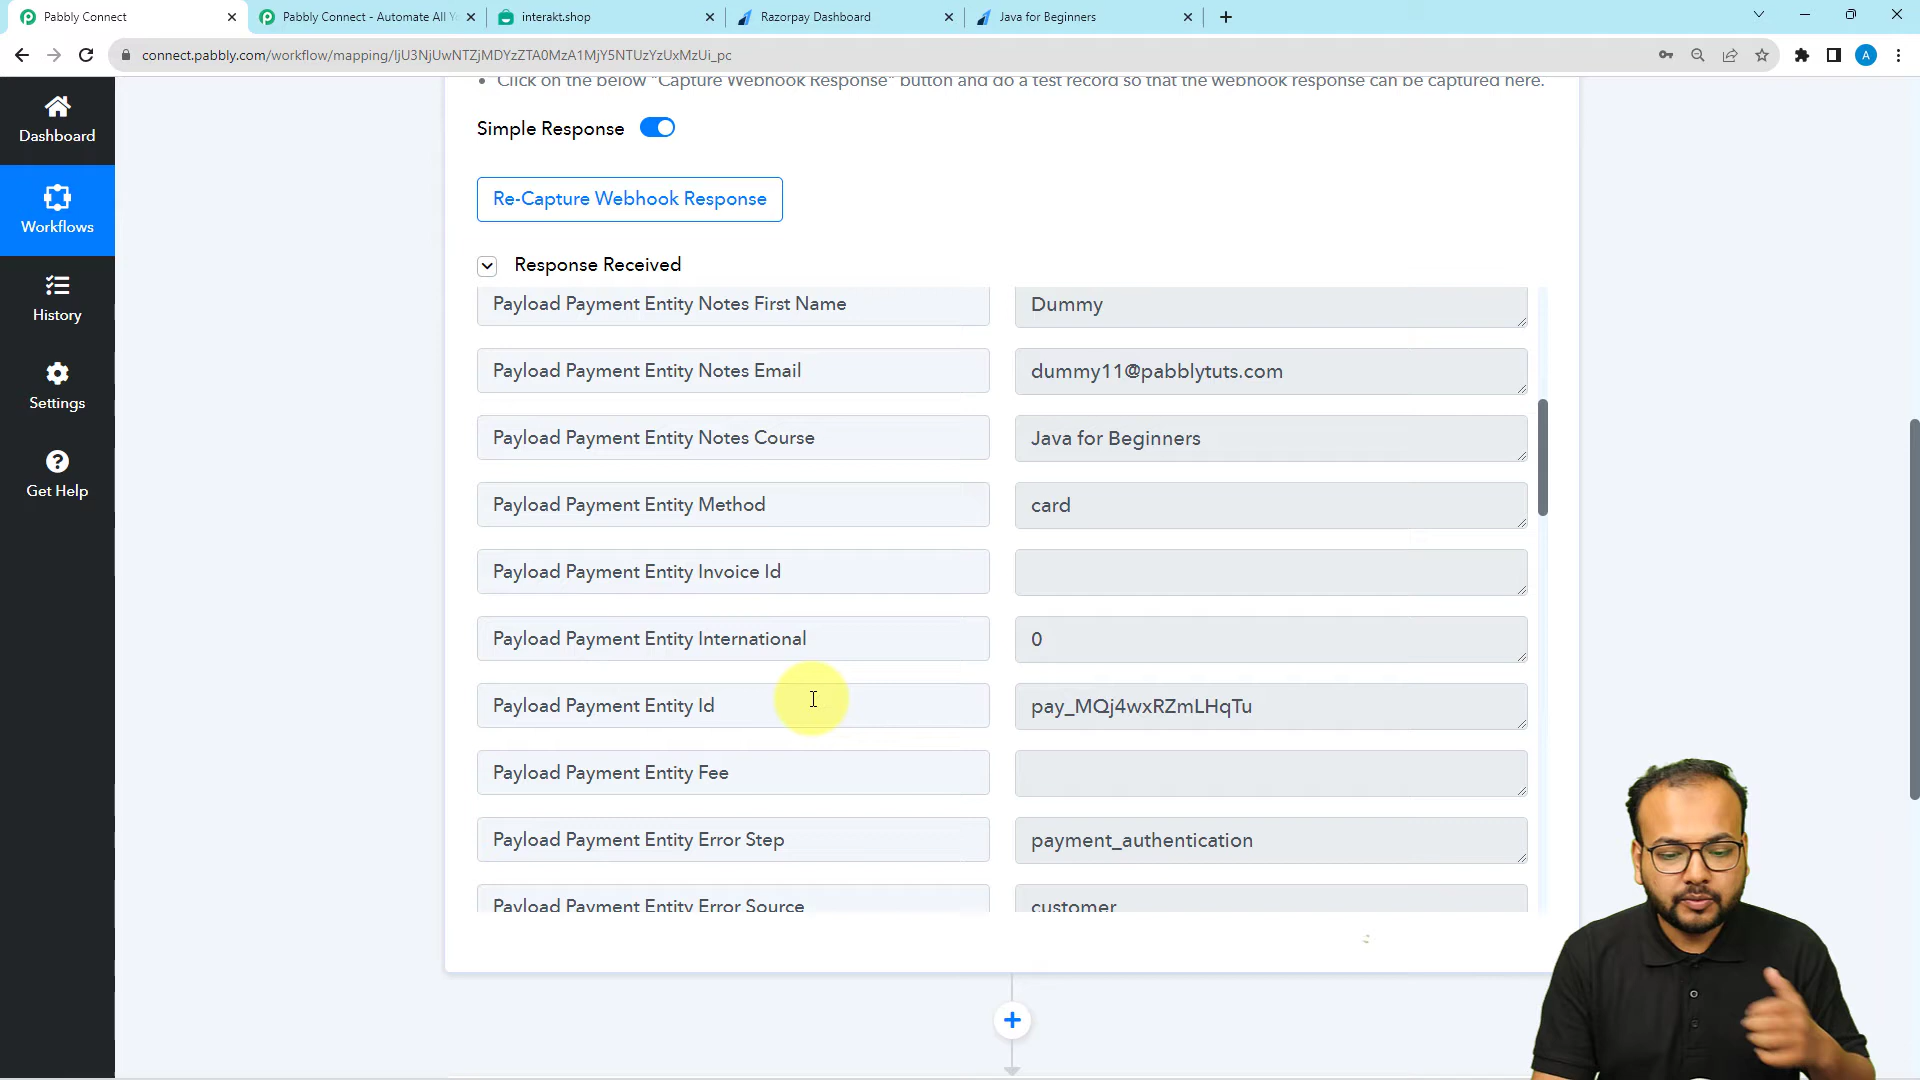 Pabbly Connect
Pabbly Connect - Automate All Yo
interakt.shop
Razorpay Dashboard
Java for Beginners
connect.pabbly.com/workflow/mapping/IjU3NjUwNTZjMDYzZTA0MzA1MjY5NTUzYzUxMzUi_pc
A
Click on the below "Capture Webhook Response" button and do a test record so that the webhook response can be captured here.
Dashboard
Workflows
History
Settings
Get Help
Simple Response
Re-Capture Webhook Response
Response Received
Payload Payment Entity Notes First Name
Dummy
Payload Payment Entity Notes Email
dummy11@pabblytuts.com
Payload Payment Entity Notes Course
Java for Beginners
Payload Payment Entity Method
card
Payload Payment Entity Invoice Id
Payload Payment Entity International
0
Payload Payment Entity Id
pay_MQj4wxRZmLHqTu
Payload Payment Entity Fee
Payload Payment Entity Error Step
payment_authentication
Payload Payment Entity Error Source
customer